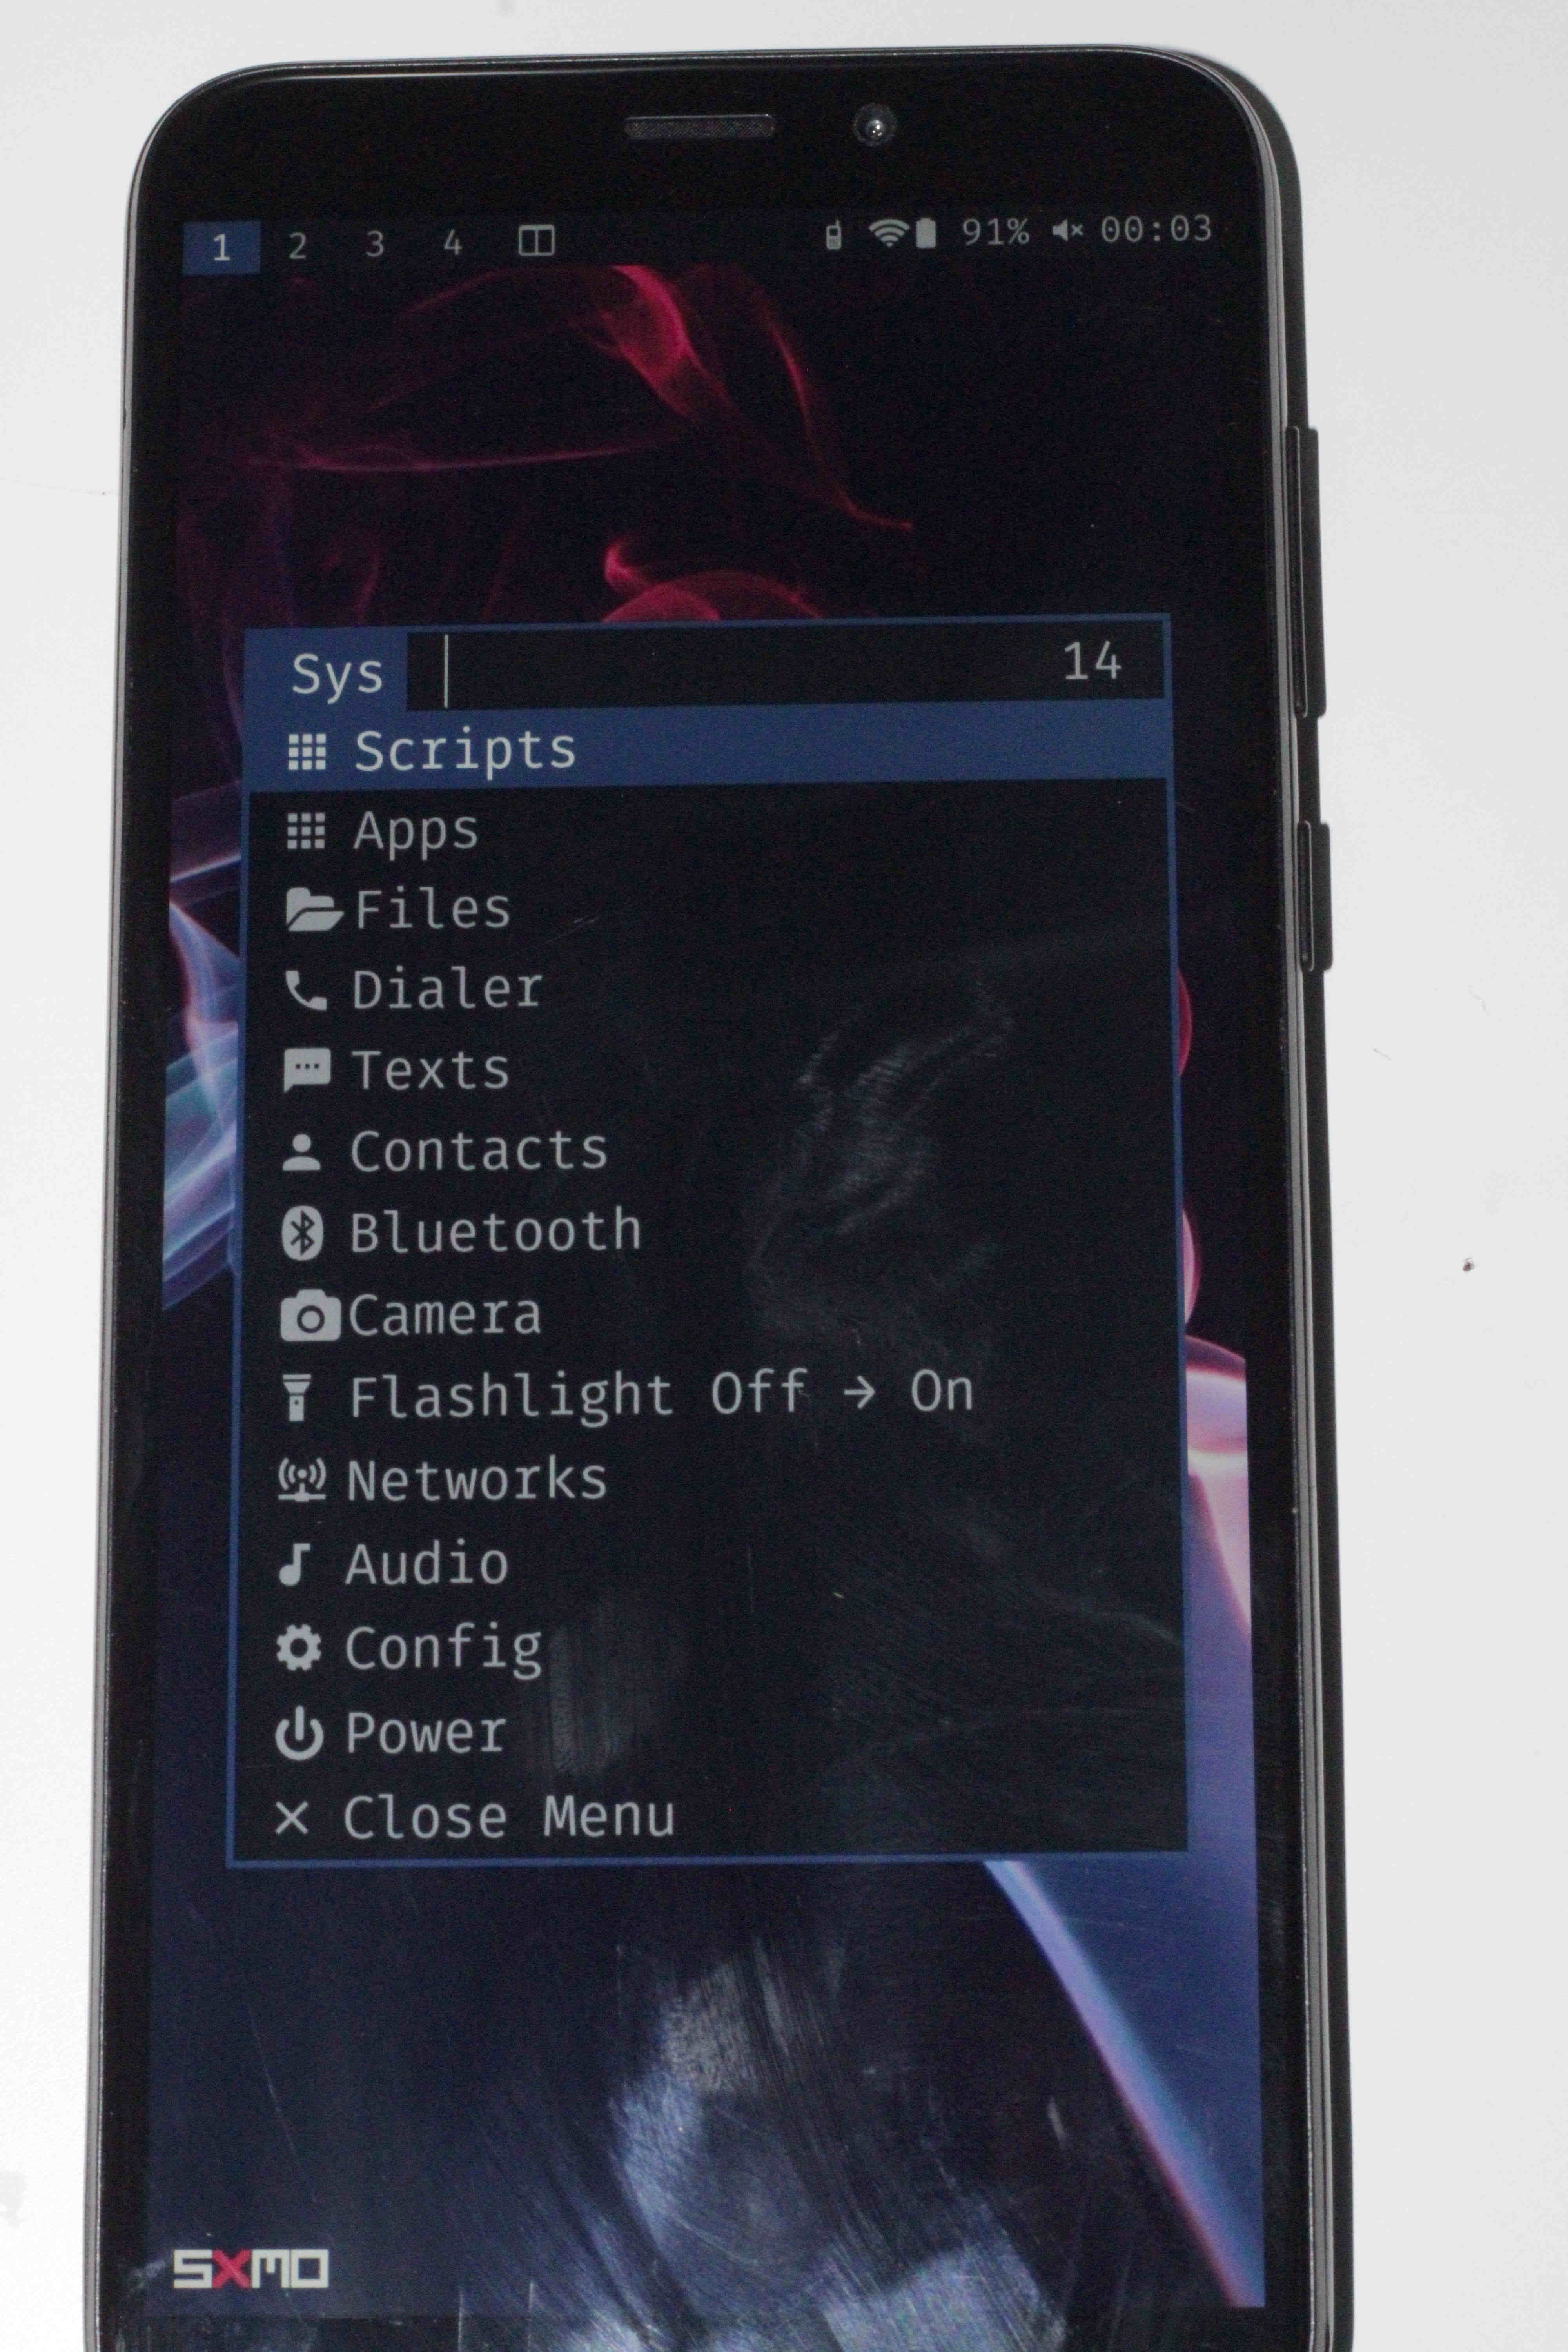 1 2 3 4 91% 00:03
Sys 14
Scripts
Apps
Files
Dialer
Texts
Contacts
Bluetooth
Camera
Flashlight Off → On
Networks
Audio
Config
Power
Close Menu
SXMO